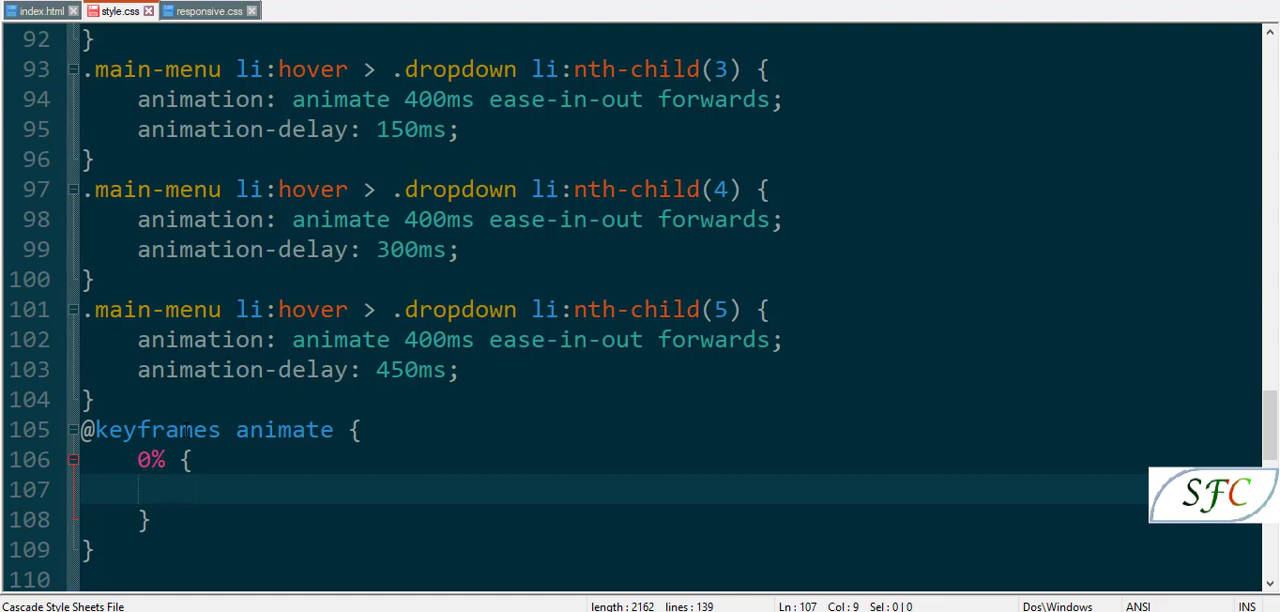 index.html style.css responsive.css
92 }
93 .main-menu li:hover > .dropdown li:nth-child(3) {
94 animation: animate 400ms ease-in-out forwards;
95 animation-delay: 150ms;
96 }
97 .main-menu li:hover > .dropdown li:nth-child(4) {
98 animation: animate 400ms ease-in-out forwards;
99 animation-delay: 300ms;
100 }
101 .main-menu li:hover > .dropdown li:nth-child(5) {
102 animation: animate 400ms ease-in-out forwards;
103 animation-delay: 450ms;
104 }
105 @keyframes animate {
106 0% {
107
SFC
108 }
109 }
110
Cascade Style Sheets File length : 2162 lines : 139 Ln : 107 Col : 9 Sel : 0 | 0 Dos\Windows ANSI INS